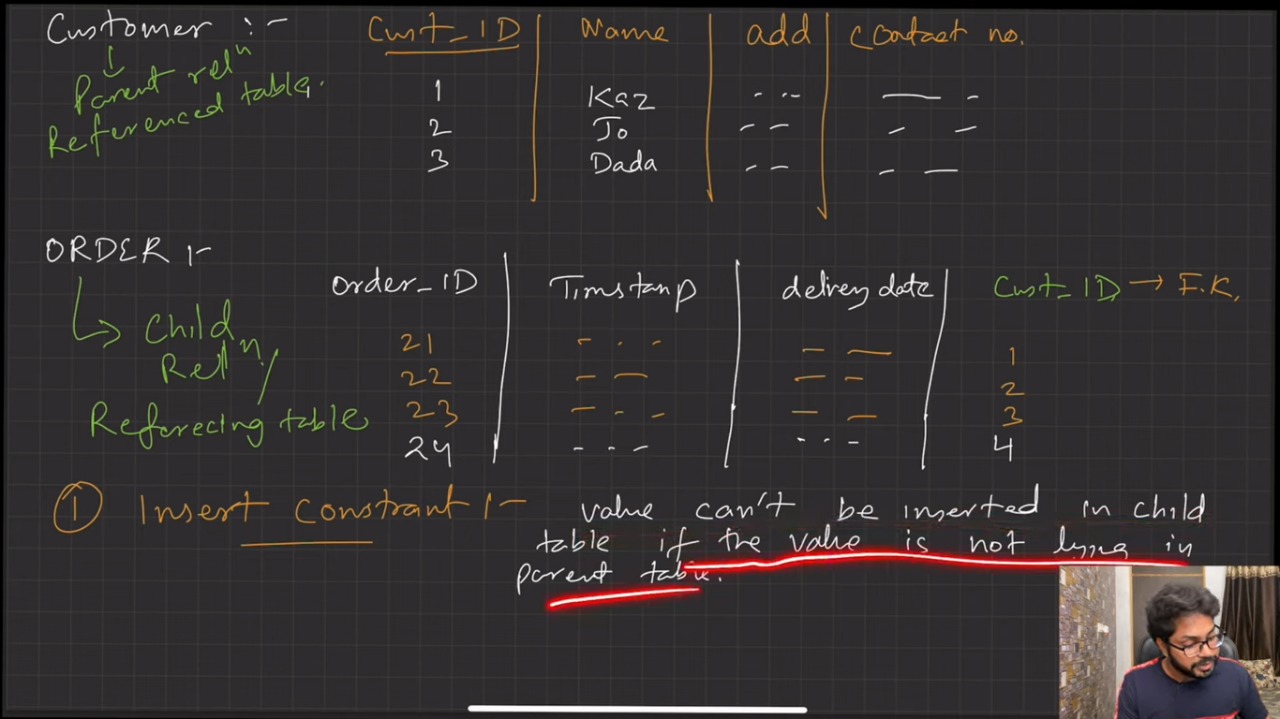 Customer :- Cust_ID Name add Contact no.
Parent relⁿ
Referenced table.
1 Kaz
2 Jo
3 Dada
ORDER :-
Order_ID Timstanp delivery date Cust_ID → F.K.
Child Relⁿ /
Referecing table
21 1
22 2
23 3
24 4
① Insert constrant :- value can't be inserted in child
table if the value is not lying in
parent table.